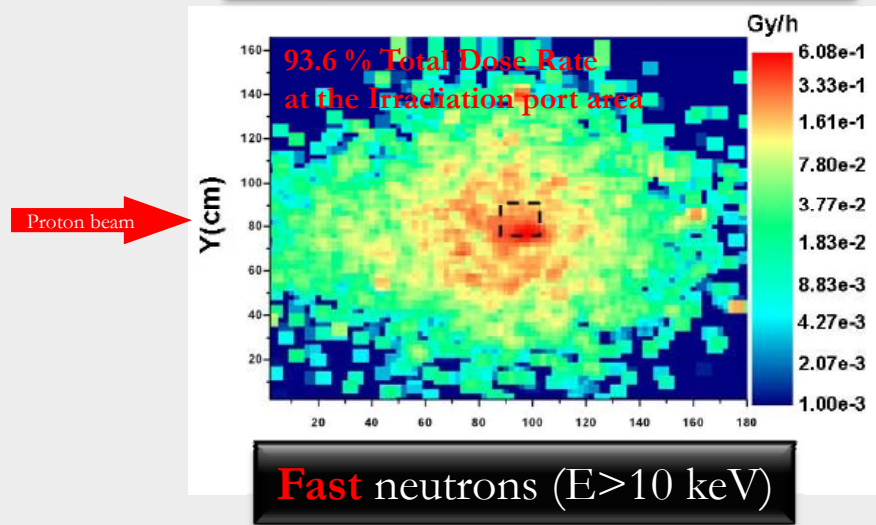 Gy/h
93.6 % Total Dose Rate
at the Irradiation port area
Proton beam
Y(cm)
160
140
120
100
80
60
40
20
20 40 60 80 100 120 140 160 180
6.08e-1
3.33e-1
1.61e-1
7.80e-2
3.77e-2
1.83e-2
8.83e-3
4.27e-3
2.07e-3
1.00e-3
Fast neutrons (E>10 keV)